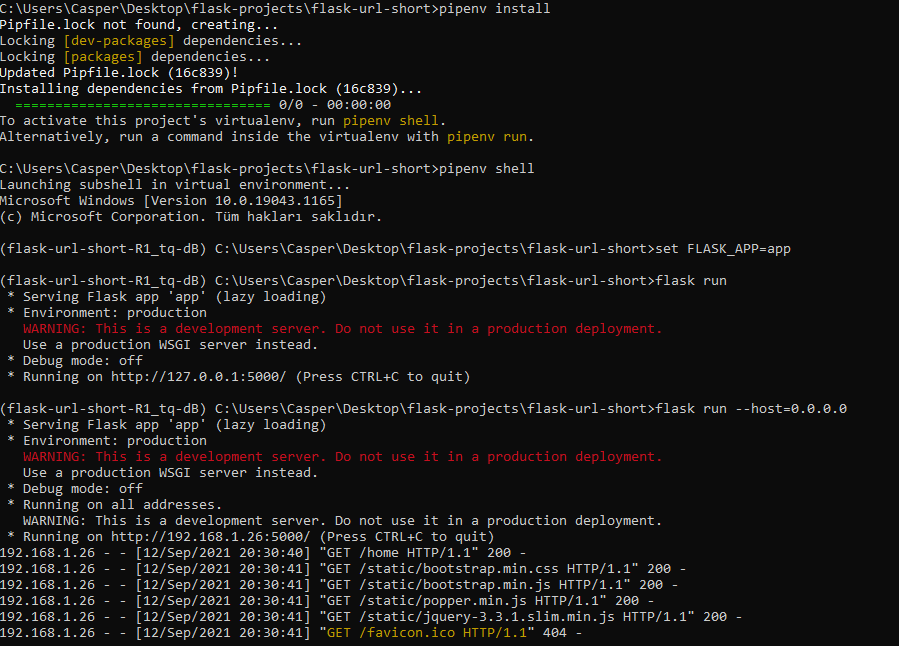 C:\Users\Casper\Desktop\flask-projects\flask-url-short>pipenv install
Pipfile.lock not found, creating...
Locking [dev-packages] dependencies...
Locking [packages] dependencies...
Updated Pipfile.lock (16c839)!
Installing dependencies from Pipfile.lock (16c839)...
  ================================ 0/0 - 00:00:00
To activate this project's virtualenv, run pipenv shell.
Alternatively, run a command inside the virtualenv with pipenv run.
C:\Users\Casper\Desktop\flask-projects\flask-url-short>pipenv shell
Launching subshell in virtual environment...
Microsoft Windows [Version 10.0.19043.1165]
(c) Microsoft Corporation. Tüm hakları saklıdır.
(flask-url-short-R1_tq-dB) C:\Users\Casper\Desktop\flask-projects\flask-url-short>set FLASK_APP=app
(flask-url-short-R1_tq-dB) C:\Users\Casper\Desktop\flask-projects\flask-url-short>flask run
 * Serving Flask app 'app' (lazy loading)
 * Environment: production
   WARNING: This is a development server. Do not use it in a production deployment.
   Use a production WSGI server instead.
 * Debug mode: off
 * Running on http://127.0.0.1:5000/ (Press CTRL+C to quit)
(flask-url-short-R1_tq-dB) C:\Users\Casper\Desktop\flask-projects\flask-url-short>flask run --host=0.0.0.0
 * Serving Flask app 'app' (lazy loading)
 * Environment: production
   WARNING: This is a development server. Do not use it in a production deployment.
   Use a production WSGI server instead.
 * Debug mode: off
 * Running on all addresses.
   WARNING: This is a development server. Do not use it in a production deployment.
 * Running on http://192.168.1.26:5000/ (Press CTRL+C to quit)
192.168.1.26 - - [12/Sep/2021 20:30:40] "GET /home HTTP/1.1" 200 -
192.168.1.26 - - [12/Sep/2021 20:30:41] "GET /static/bootstrap.min.css HTTP/1.1" 200 -
192.168.1.26 - - [12/Sep/2021 20:30:41] "GET /static/bootstrap.min.js HTTP/1.1" 200 -
192.168.1.26 - - [12/Sep/2021 20:30:41] "GET /static/popper.min.js HTTP/1.1" 200 -
192.168.1.26 - - [12/Sep/2021 20:30:41] "GET /static/jquery-3.3.1.slim.min.js HTTP/1.1" 200 -
192.168.1.26 - - [12/Sep/2021 20:30:41] "GET /favicon.ico HTTP/1.1" 404 -